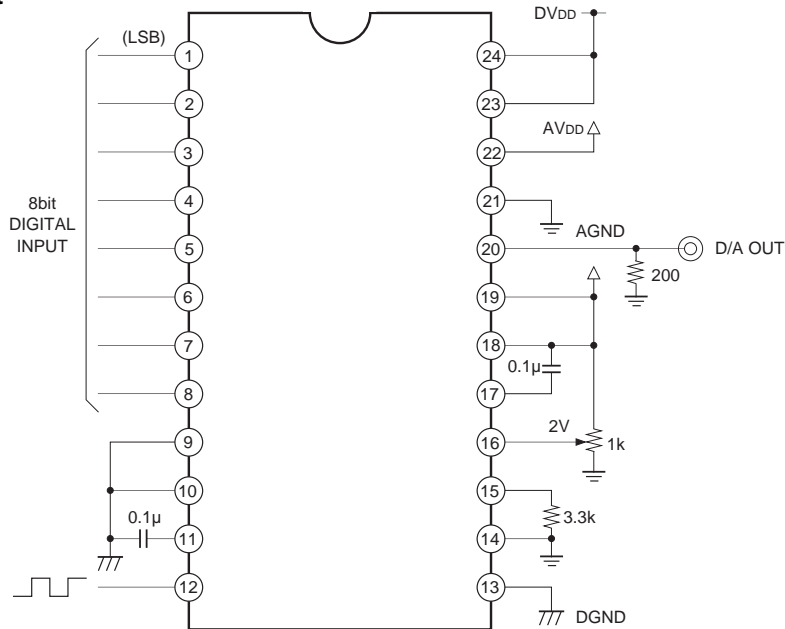 (LSB)
1
2
3
4
5
6
7
8
9
10
11
12
8bit
DIGITAL
INPUT
0.1µ
24
23
22
21
20
19
18
17
16
15
14
13
DVDD
AVDD
AGND
D/A OUT
200
0.1µ
2V
1k
3.3k
DGND